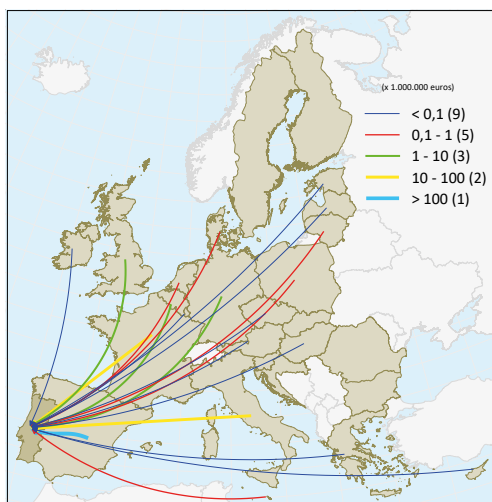 (x 1.000.000 euros)
< 0,1 (9)
0,1 - 1 (5)
1 - 10 (3)
10 - 100 (2)
> 100 (1)